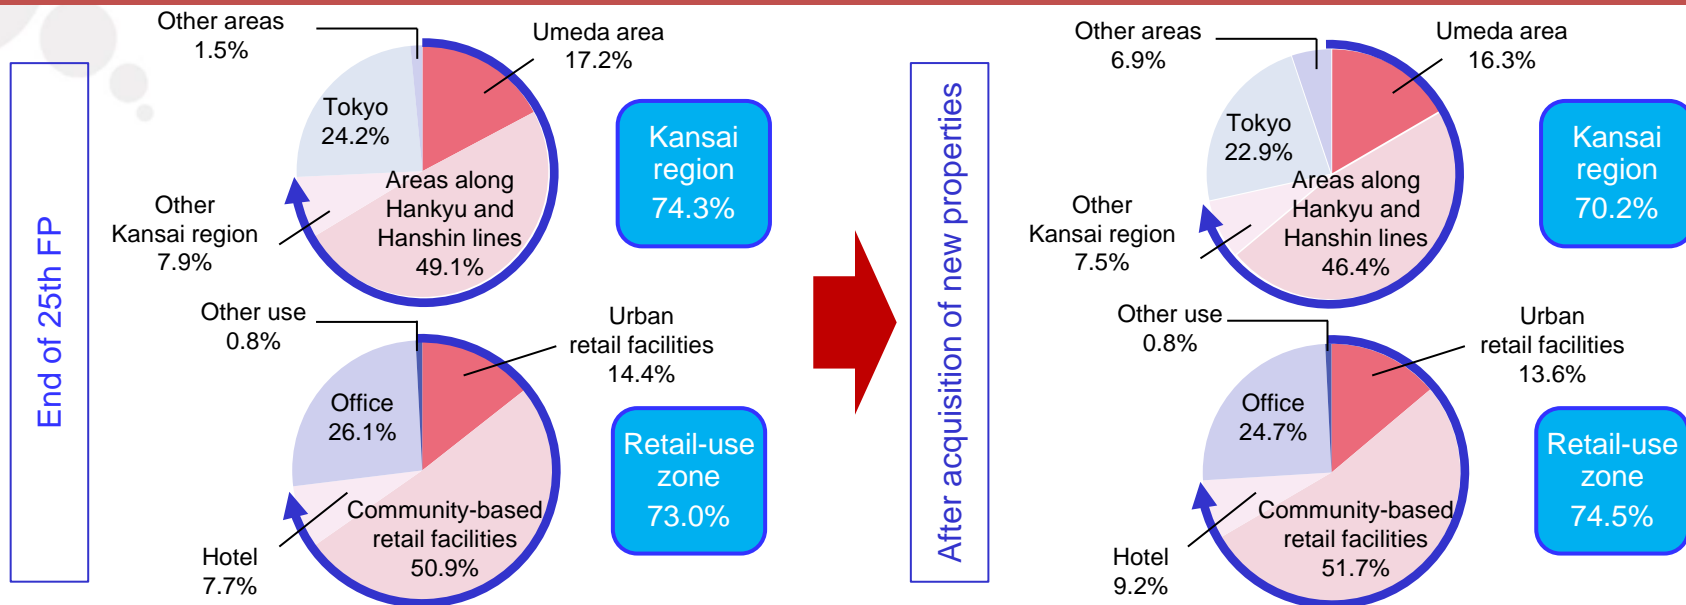 End of 25th FP
Other areas
1.5%
Umeda area
17.2%
Tokyo
24.2%
Areas along
Hankyu and
Hanshin lines
49.1%
Other
Kansai region
7.9%
Kansai
region
74.3%
Other use
0.8%
Urban
retail facilities
14.4%
Office
26.1%
Community-based
retail facilities
50.9%
Hotel
7.7%
Retail-use
zone
73.0%
After acquisition of new properties
Other areas
6.9%
Umeda area
16.3%
Tokyo
22.9%
Areas along
Hankyu and
Hanshin lines
46.4%
Other
Kansai region
7.5%
Kansai
region
70.2%
Other use
0.8%
Urban
retail facilities
13.6%
Office
24.7%
Community-based
retail facilities
51.7%
Hotel
9.2%
Retail-use
zone
74.5%